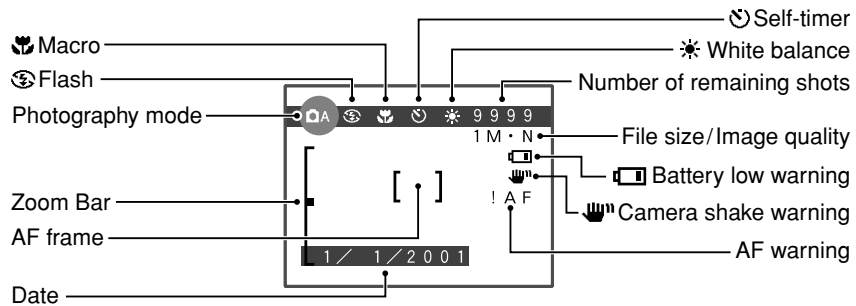 Self-timer
Macro
White balance
Flash
Number of remaining shots
Photography mode
A 9999
1M · N
File size/Image quality
Battery low warning
Zoom Bar
!AF
Camera shake warning
AF frame
AF warning
1/ 1/2001
Date